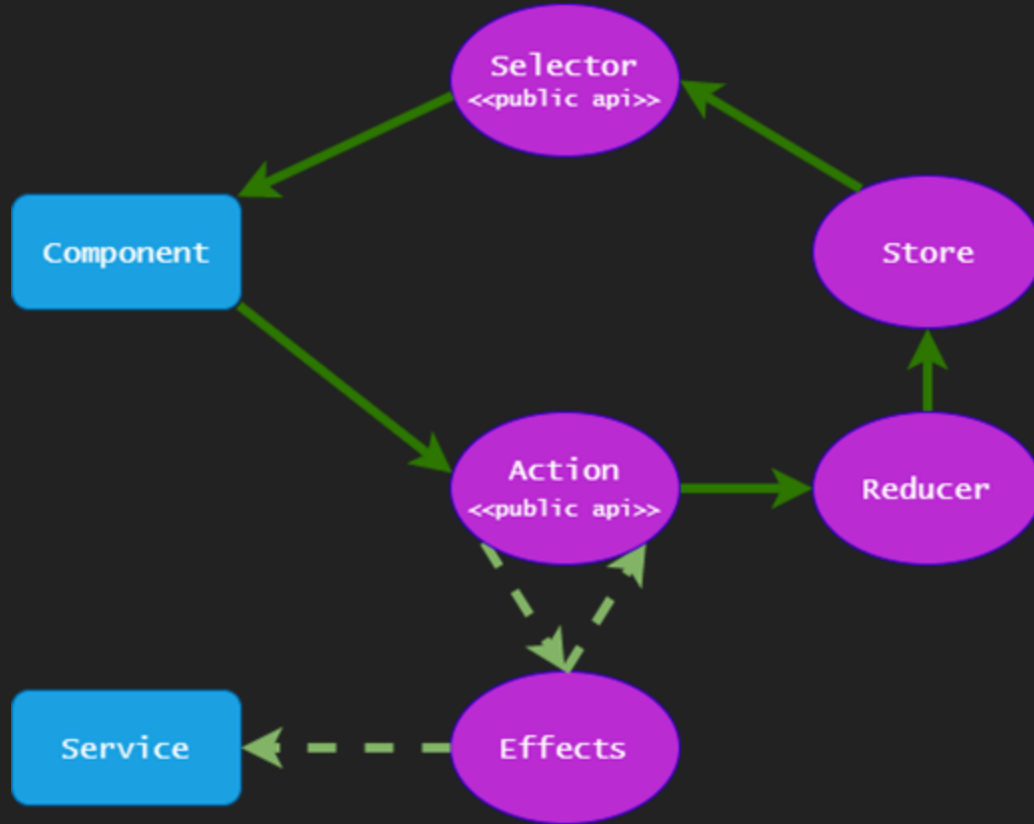 Selector
<<public api>>
Component
Store
Action
<<public api>>
Reducer
Service
Effects